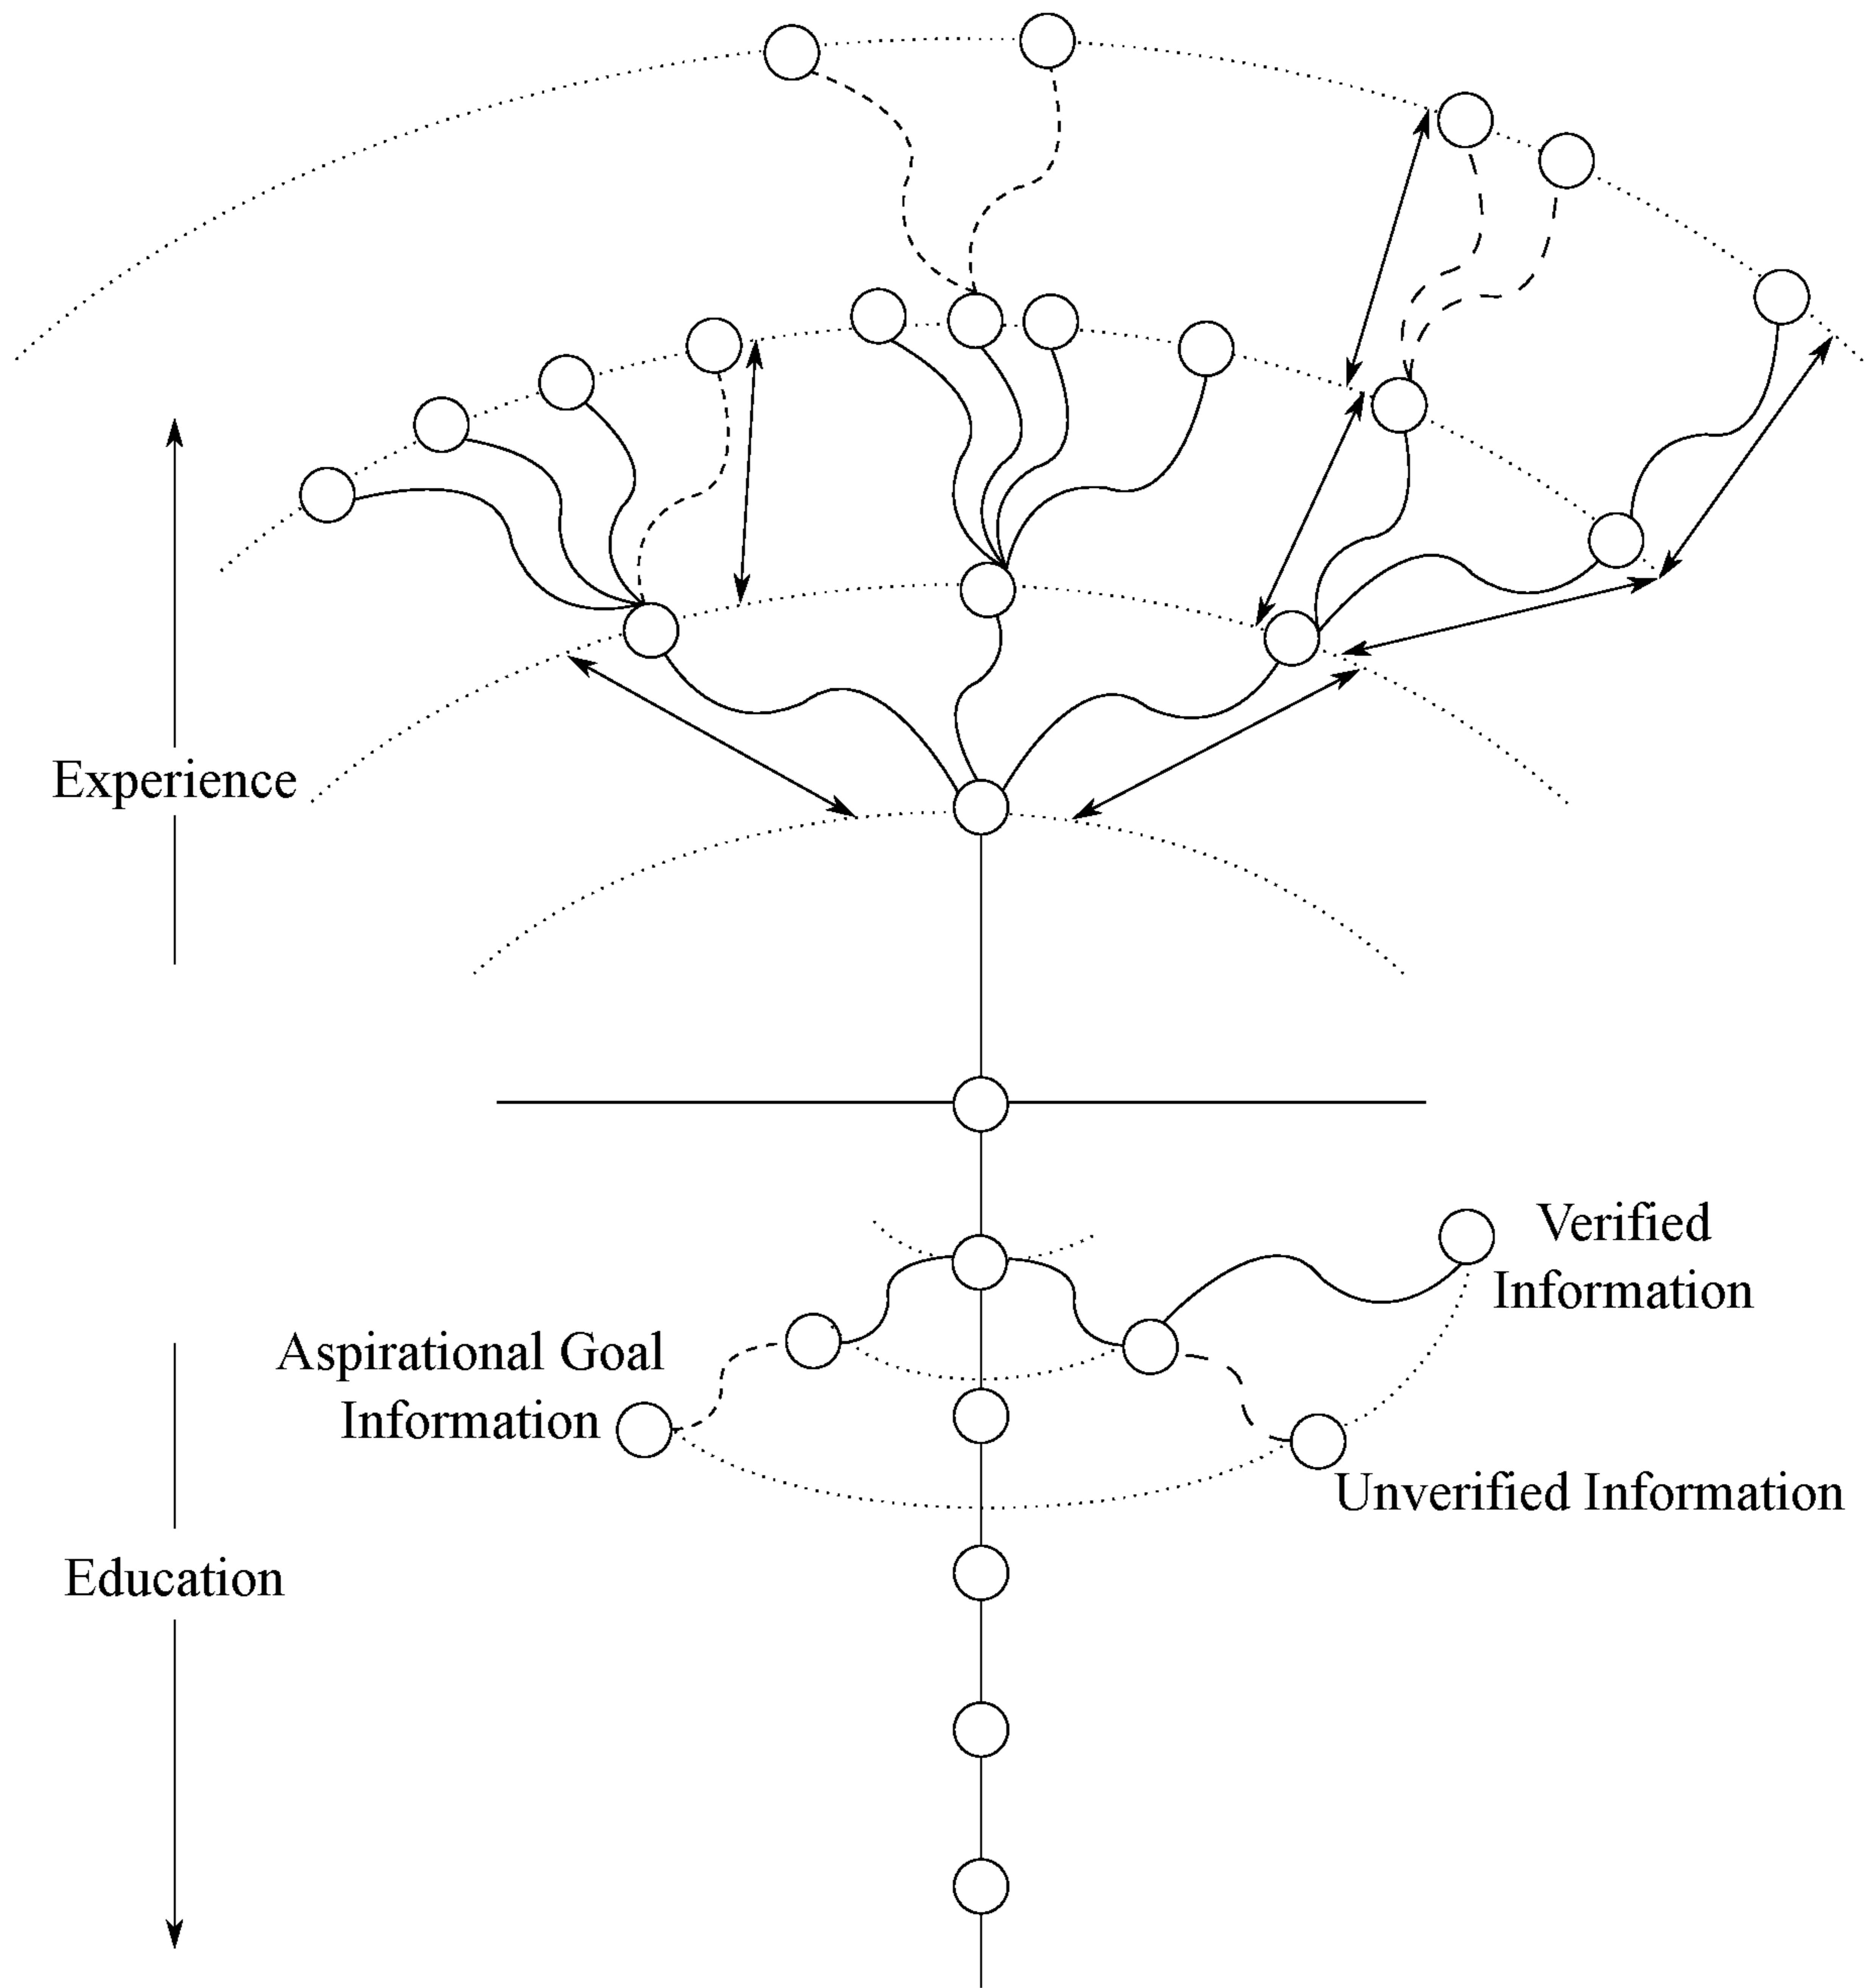 Experience
Verified
Information
Aspirational Goal
Information
Unverified Information
Education